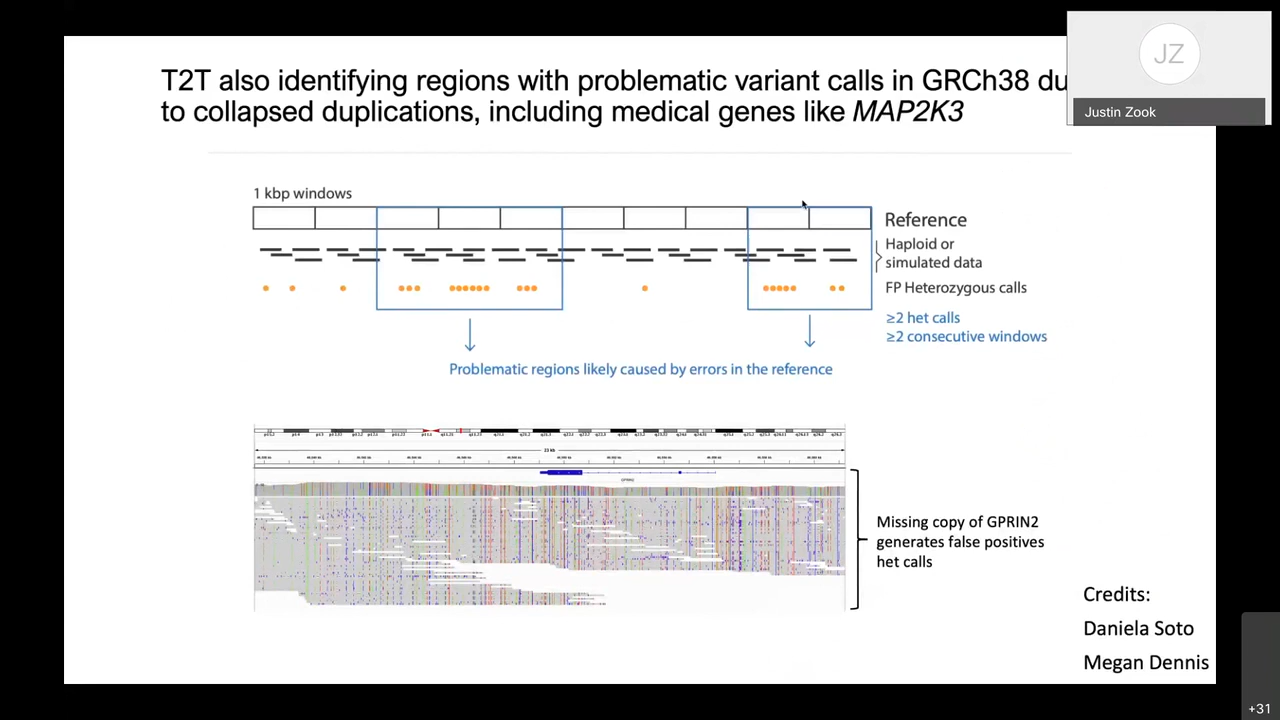 T2T also identifying regions with problematic variant calls in GRCh38 du
to collapsed duplications, including medical genes like MAP2K3
JZ
Justin Zook
1 kbp windows
Reference
Haploid or
simulated data
FP Heterozygous calls
≥2 het calls
≥2 consecutive windows
Problematic regions likely caused by errors in the reference
23 kb
GPRIN2
Missing copy of GPRIN2
generates false positives
het calls
Credits:
Daniela Soto
Megan Dennis
+31